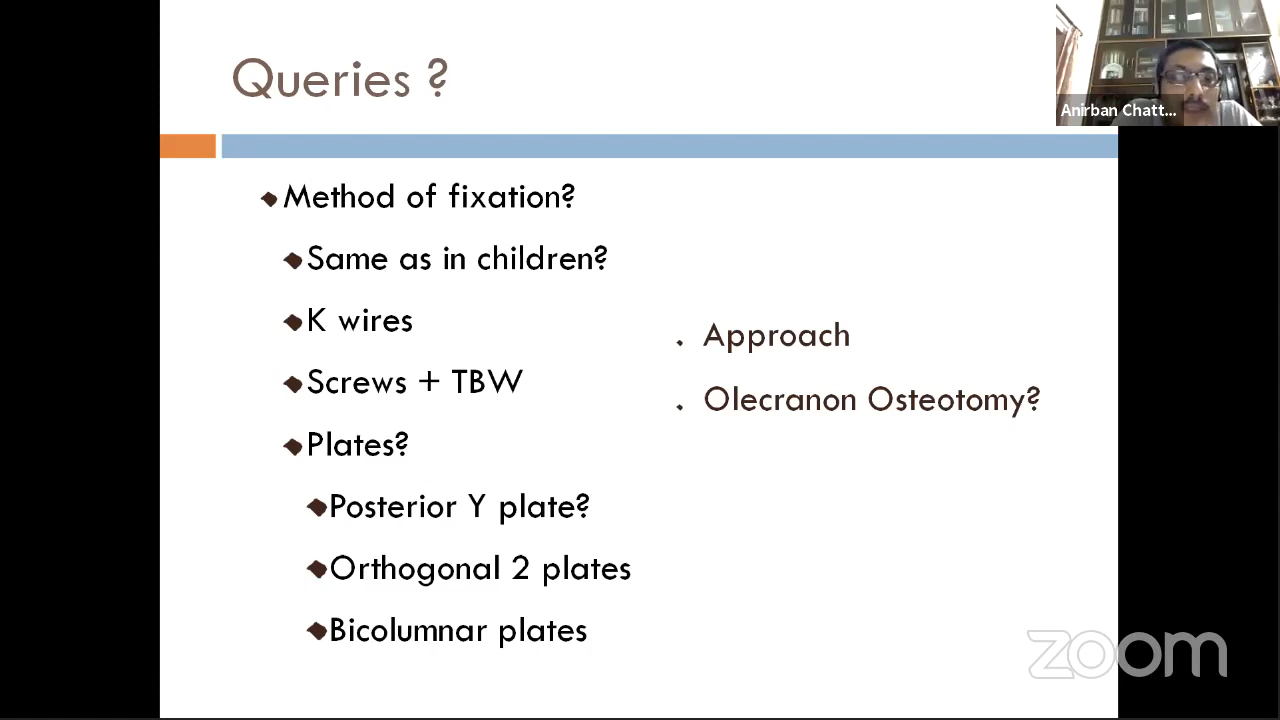 Queries ?
Anirban Chatt...
Method of fixation?
Same as in children?
K wires
Screws + TBW
Plates?
Posterior Y plate?
Orthogonal 2 plates
Bicolumnar plates
Approach
Olecranon Osteotomy?
zoom